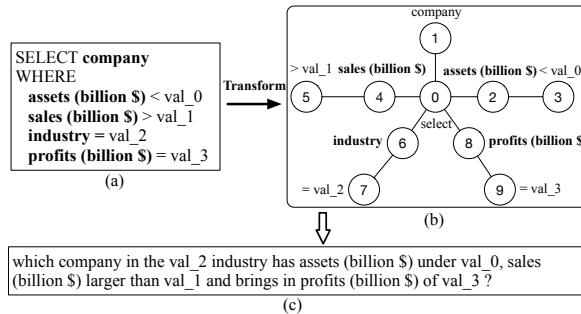 SELECT company
WHERE
assets (billion $) < val_0
sales (billion $) > val_1
industry = val_2
profits (billion $) = val_3
(a)
Transform
company
1
> val_1 sales (billion $) assets (billion $) < val_0
5 4 0 2 3
select
industry 6 8 profits (billion $
= val_2 7 9 = val_3
(b)
which company in the val_2 industry has assets (billion $) under val_0, sales
(billion $) larger than val_1 and brings in profits (billion $) of val_3 ?
(c)